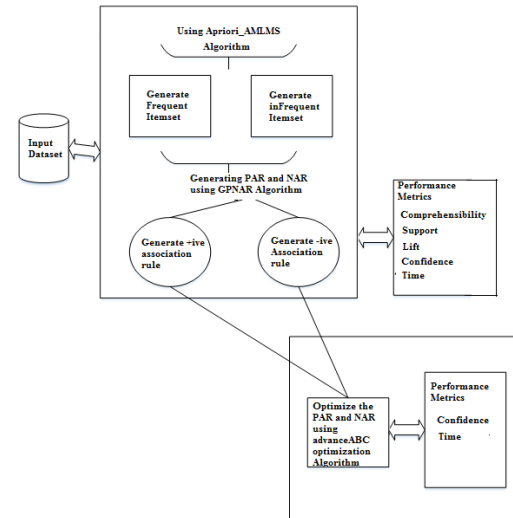 Using Apriori_AMLMS
Algorithm
Generate
Frequent
Itemset
Generate
inFrequent
Itemset
Input
Dataset
Generating PAR and NAR
using GPNAR Algorithm
Generate +ive
association
rule
Generate -ive
Association
rule
Performance
Metrics
Comprehensibility
Support
Lift
Confidence
Time
Optimize the
PAR and NAR
using
advanceABC
optimization
Algorithm
Performance
Metrics
Confidence
Time